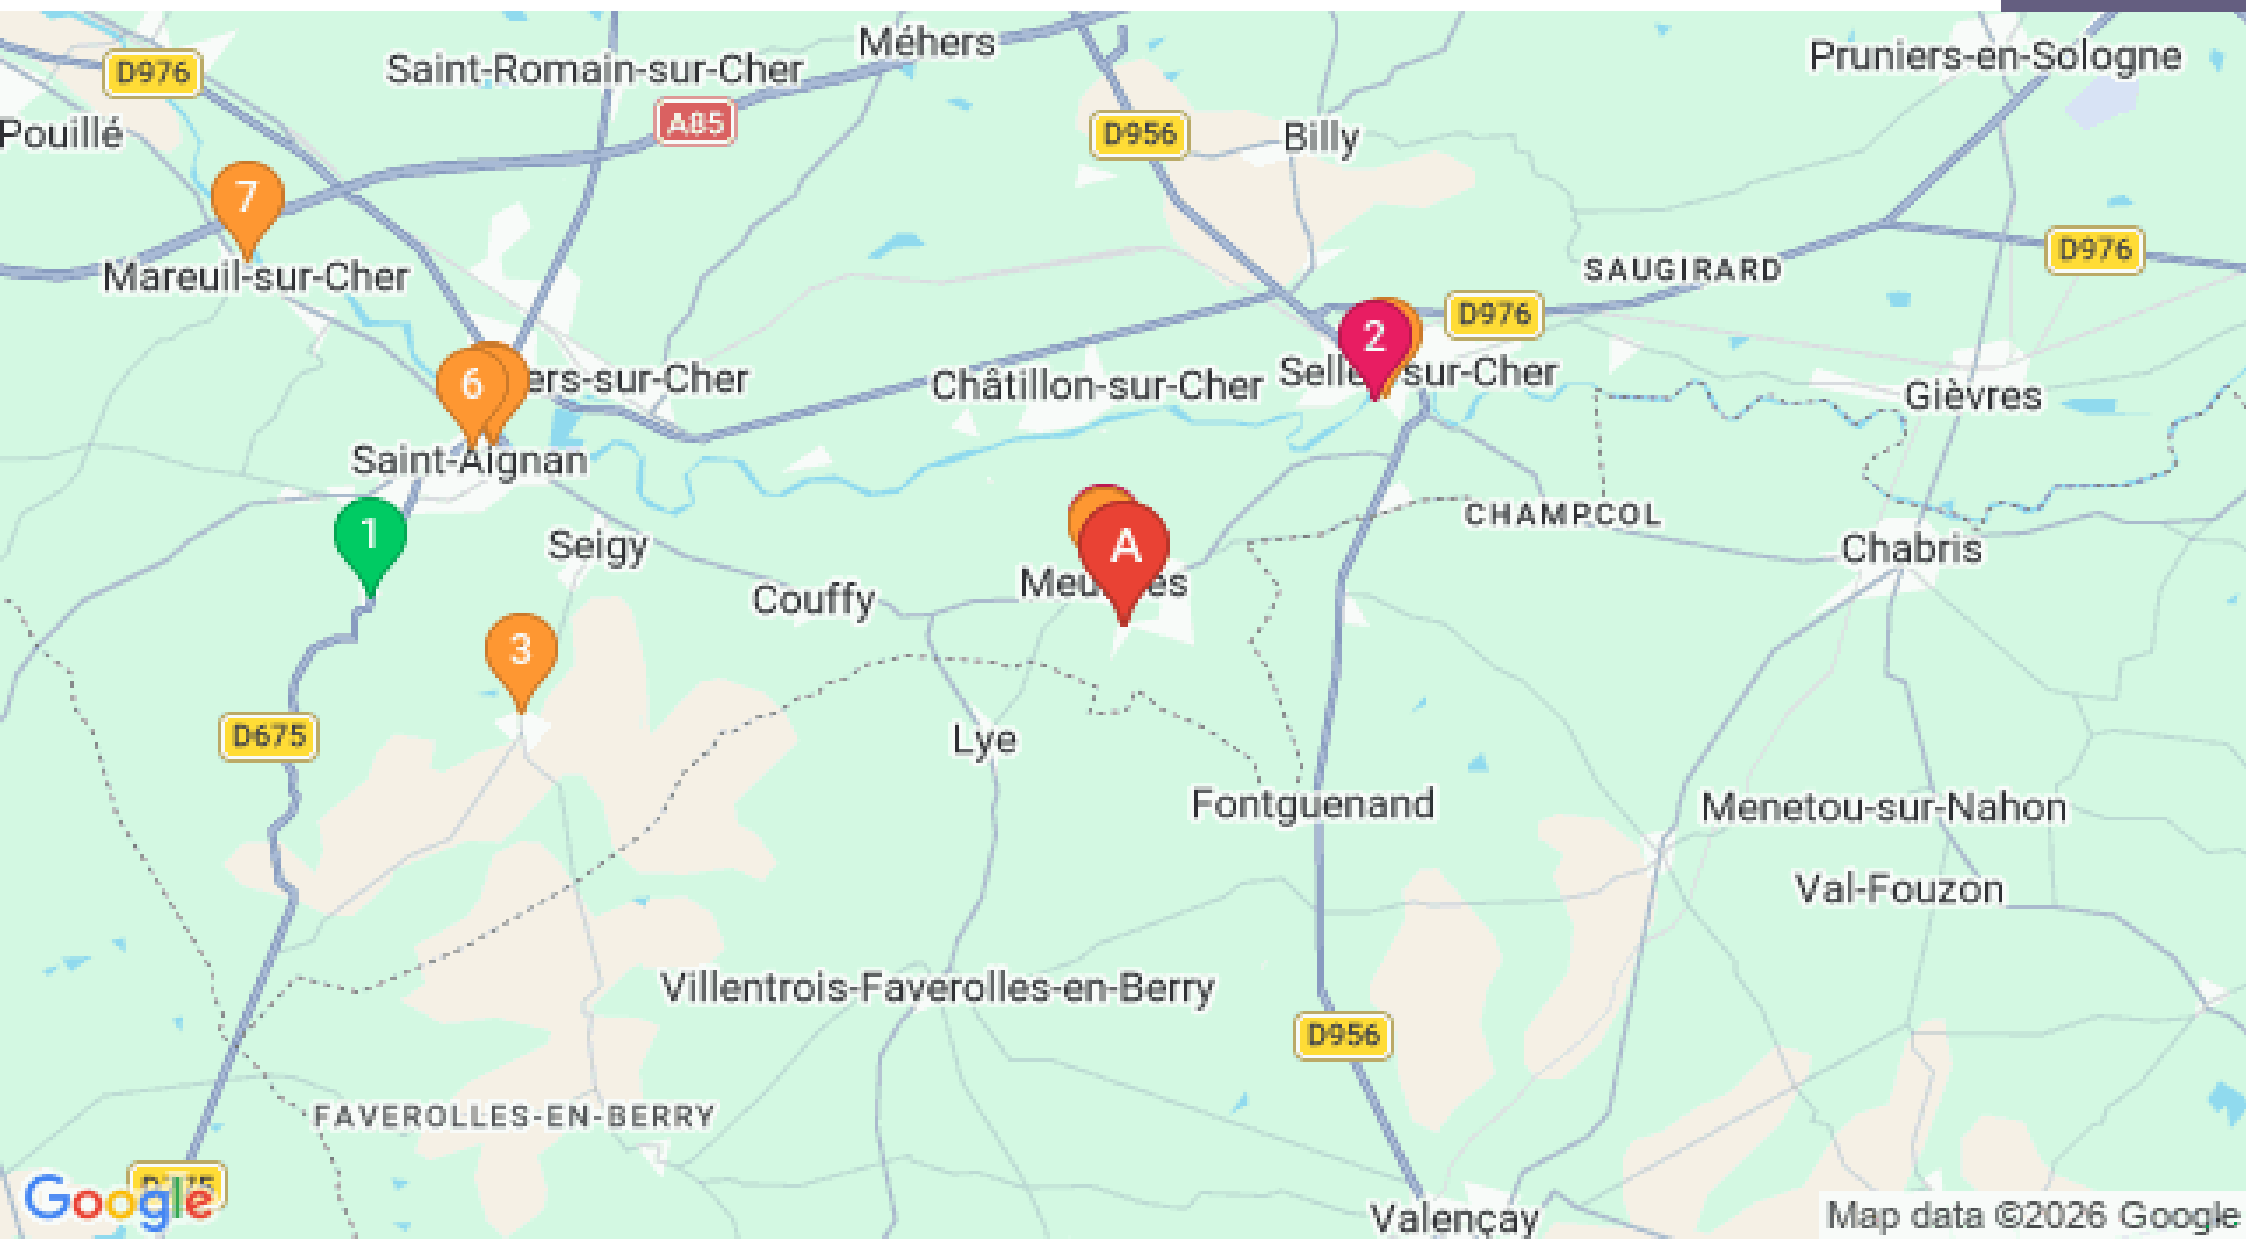 Méhers
Pruniers-en-Sologne
Saint-Romain-sur-Cher
D976
A85
Pouillé
D956
Billy
7
D976
SAUGIRARD
Mareuil-sur-Cher
D976
2
6
ers-sur-Cher
Châtillon-sur-Cher
Selle sur-Cher
Gièvres
Saint-Aignan
1
CHAMPCOL
Seigy
A
Chabris
Meu es
Couffy
3
D675
Lye
Fontguenand
Menetou-sur-Nahon
Val-Fouzon
Villentrois-Faverolles-en-Berry
D956
FAVEROLLES-EN-BERRY
Google
Valençay
Map data ©2026 Google